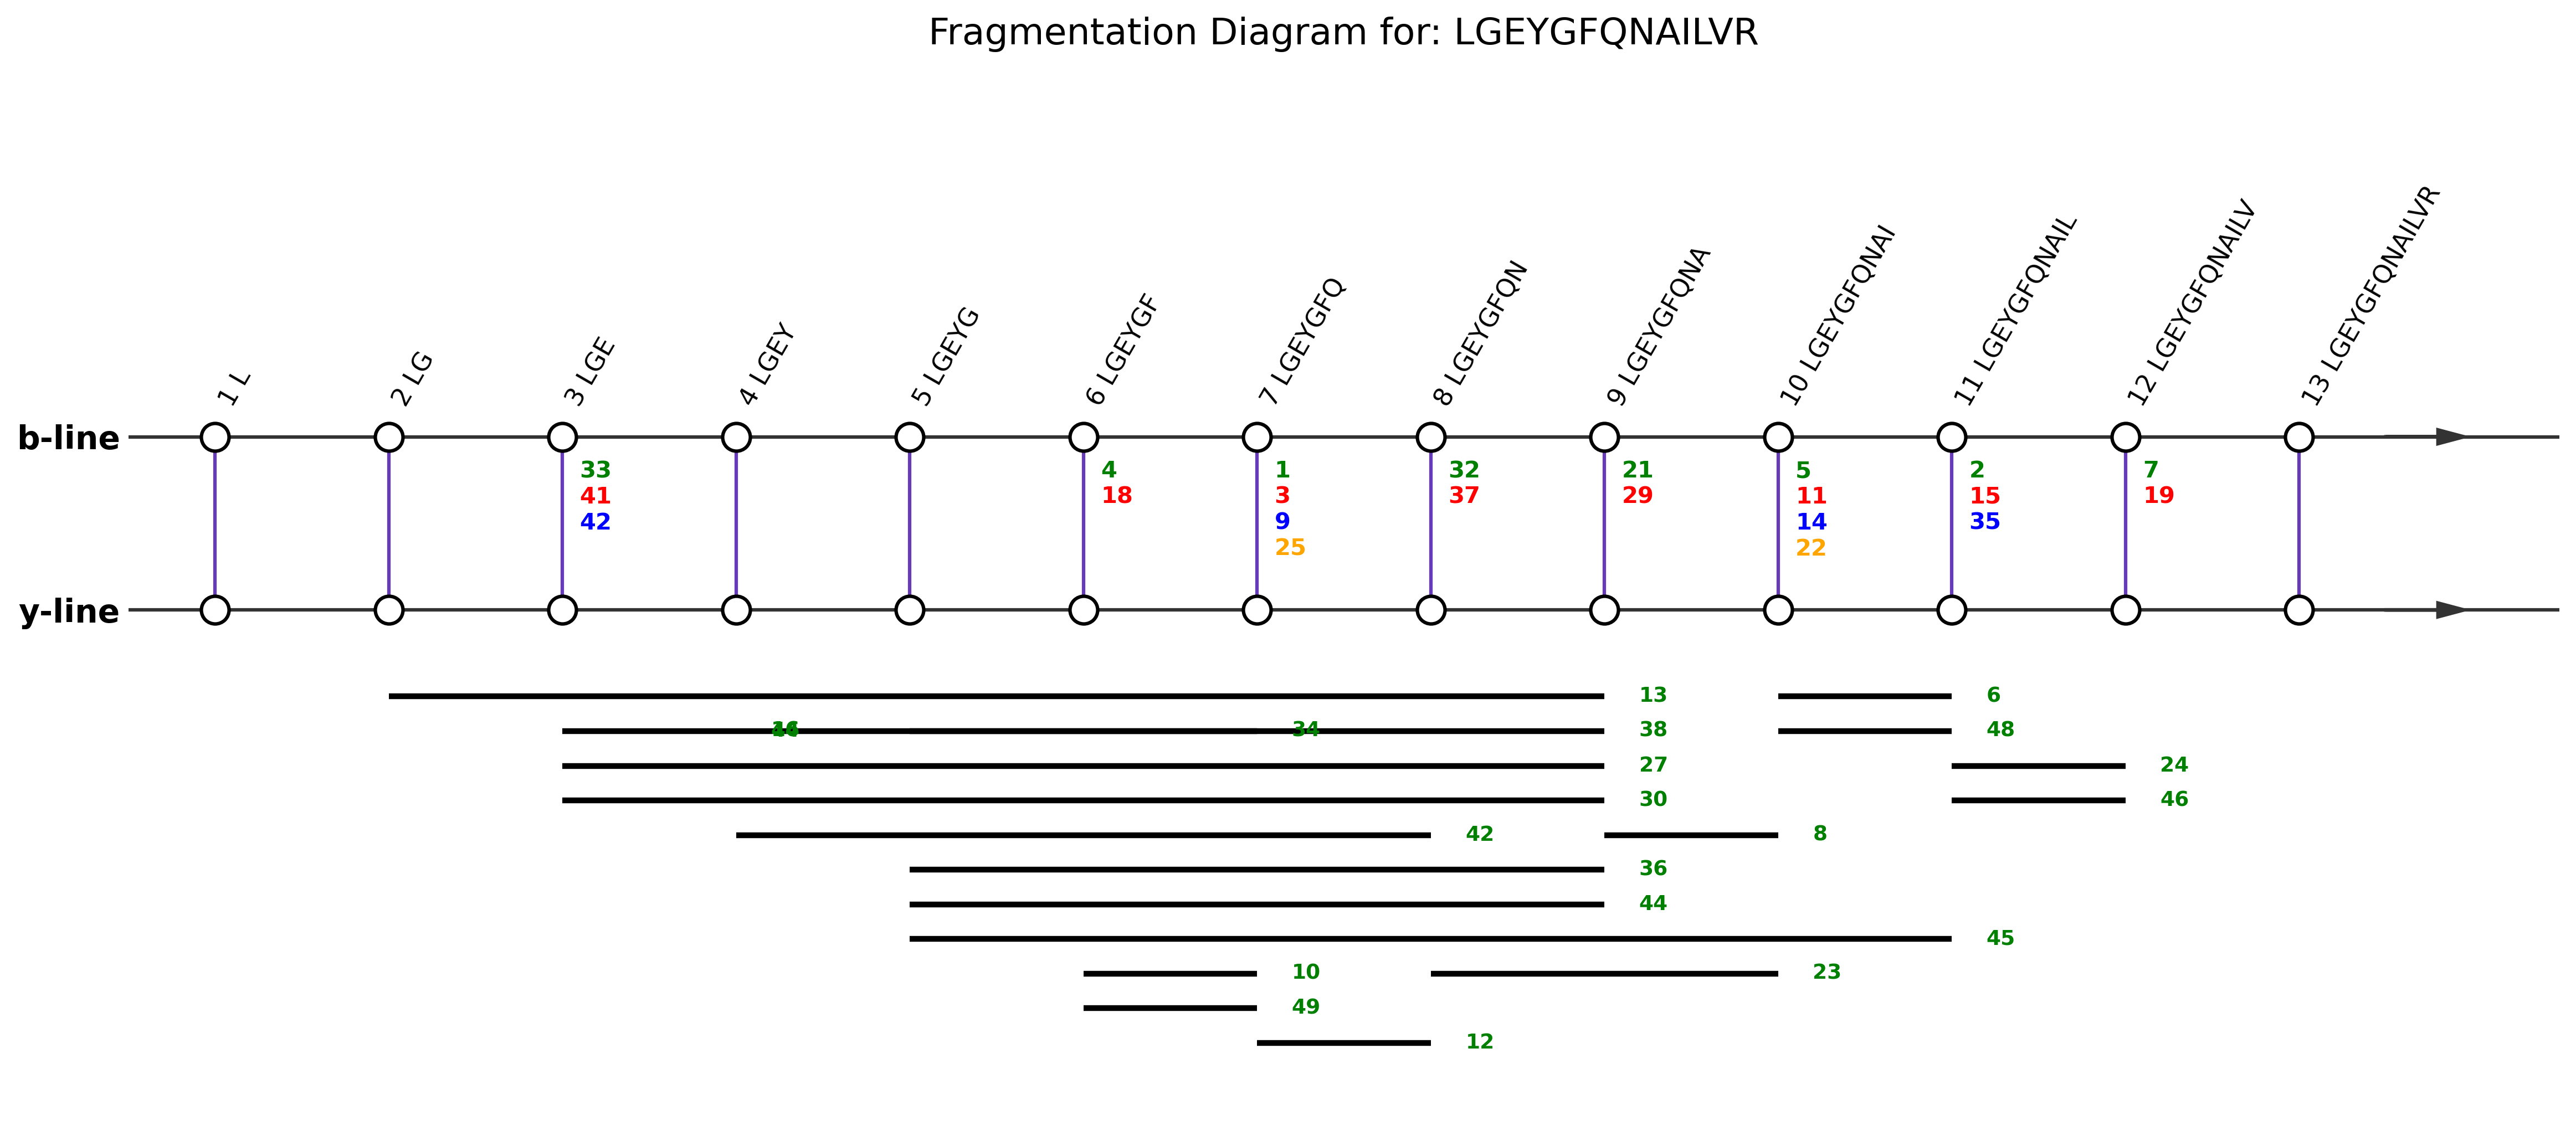 Fragmentation Diagram for: LGEYGFQNAILVR
1 L
2 LG
3 LGE
4 LGEY
5 LGEYG
6 LGEYGF
7 LGEYGFQ
8 LGEYGFQN
9 LGEYGFQNA
10 LGEYGFQNAI
11 LGEYGFQNAIL
12 LGEYGFQNAILV
13 LGEYGFQNAILVR
b-line
33 4 1 32 21 5 2 7
41 18 3 37 29 11 15 19
42 9 14 35
25 22
y-line
13 6
34 38 48
27 24
30 46
42 8
36
44
45
10 23
49
12